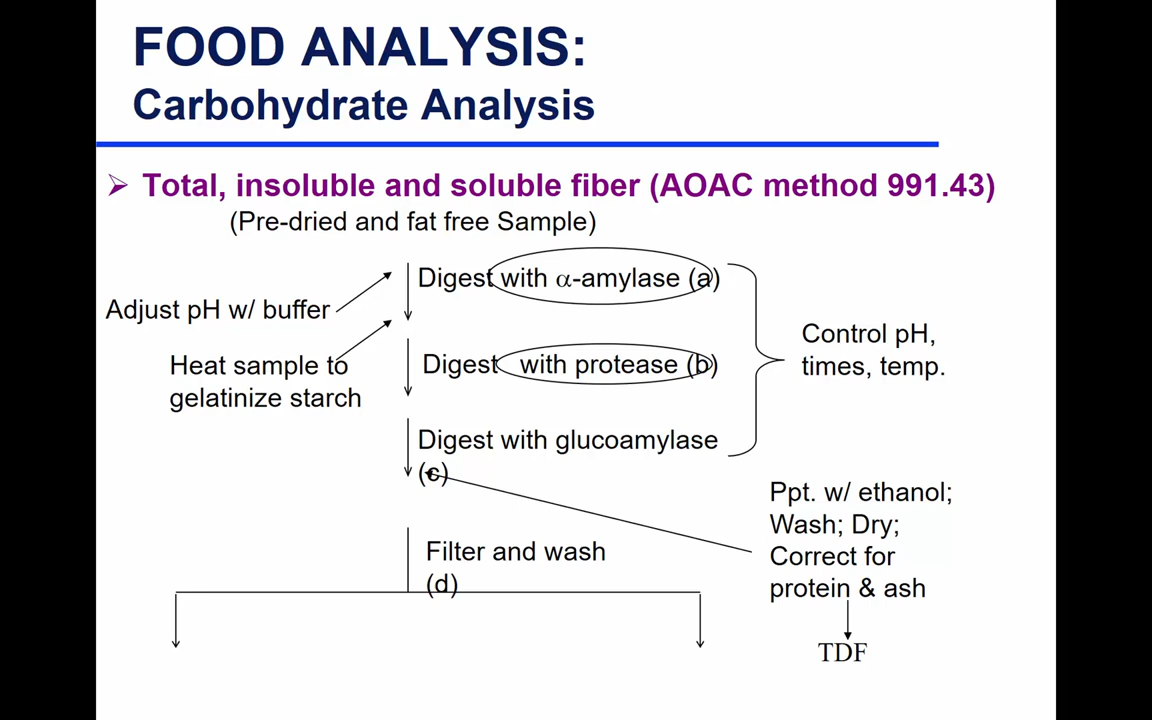 FOOD ANALYSIS:
Carbohydrate Analysis
Total, insoluble and soluble fiber (AOAC method 991.43)
(Pre-dried and fat free Sample)
Digest with α-amylase (a)
Adjust pH w/ buffer
Control pH,
times, temp.
Heat sample to
gelatinize starch
Digest with protease (b)
Digest with glucoamylase
(c)
Ppt. w/ ethanol;
Wash; Dry;
Correct for
protein & ash
Filter and wash
(d)
TDF